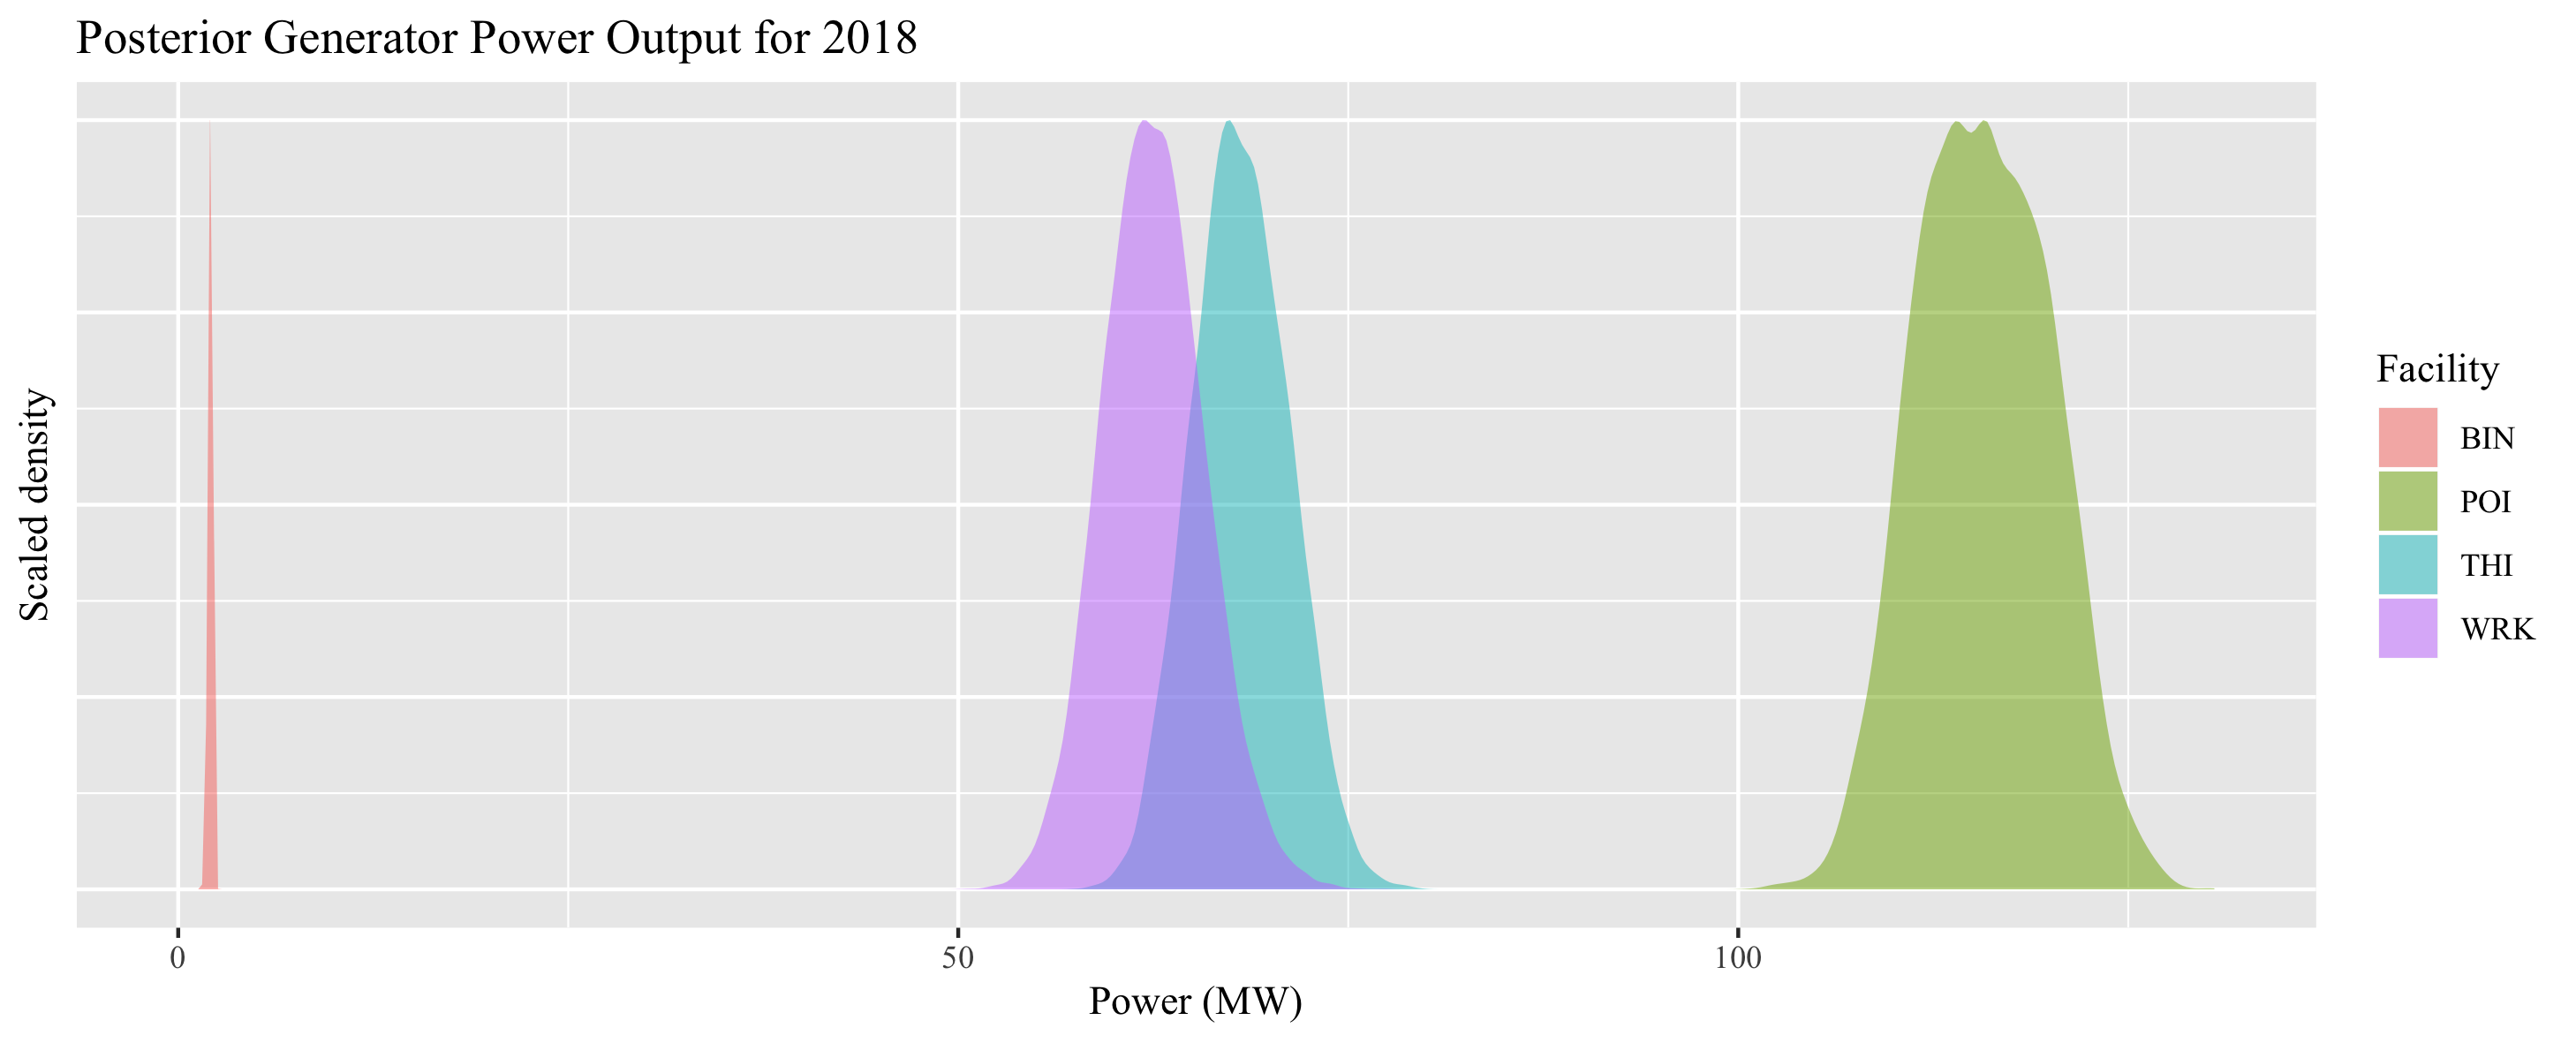 Posterior Generator Power Output for 2018
Scaled density
0 50 100
Power (MW)
Facility
BIN
POI
THI
WRK